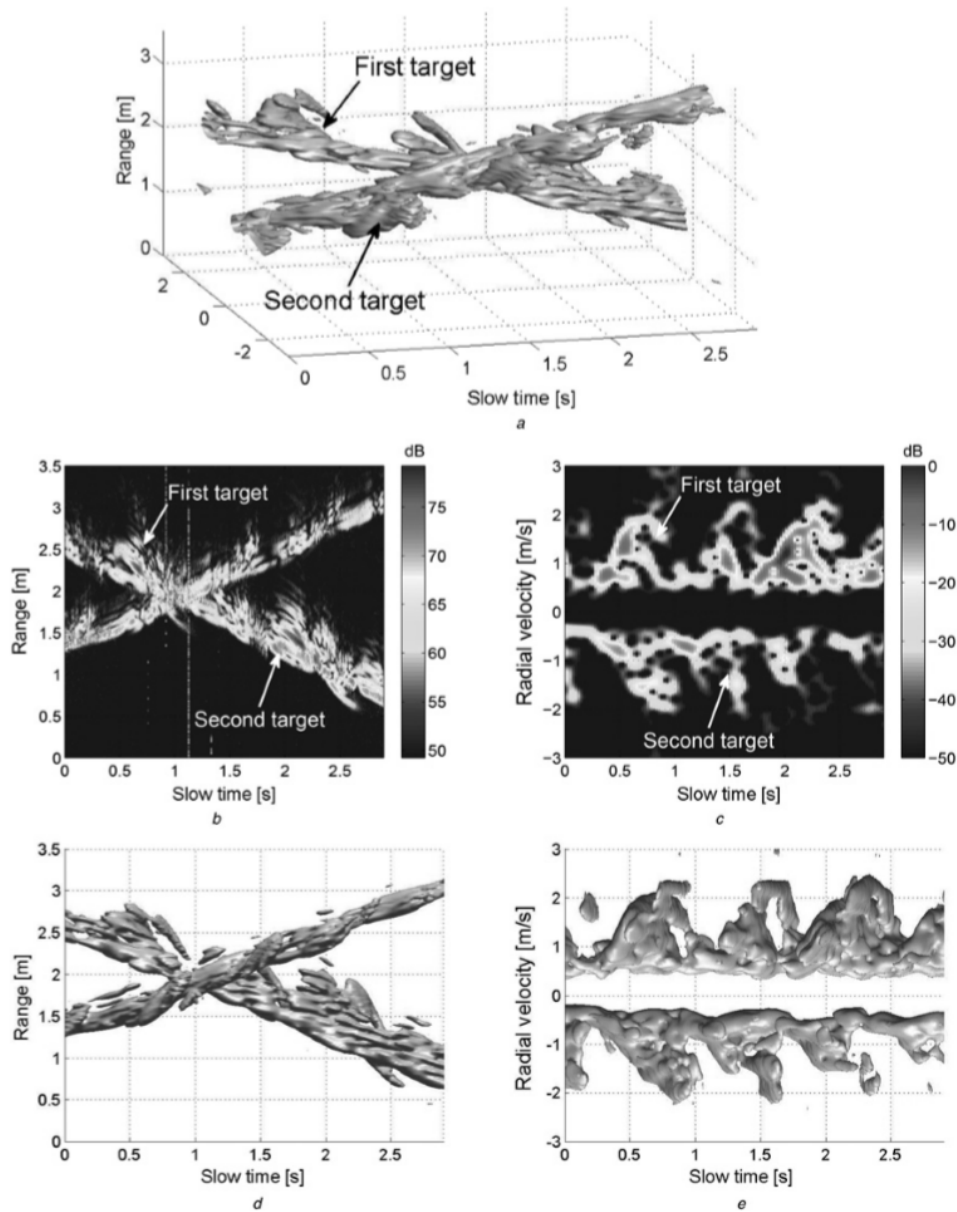 3
First target
Range [m]
2
1
0
2
0
-2
Second target
0
0.5
1
1.5
2
2.5
Slow time [s]
a
dB
3.5
3
2.5
2
1.5
1
0.5
0
Range [m]
First target
Second target
75
70
65
60
55
50
0 0.5 1 1.5 2 2.5
Slow time [s]
b
dB
3
2
1
0
−1
−2
−3
Radial velocity [m/s]
First target
Second target
0
−10
−20
−30
−40
−50
0 0.5 1 1.5 2 2.5
Slow time [s]
c
3.5
3
2.5
2
1.5
1
0.5
0
Range [m]
0 0.5 1 1.5 2 2.5
Slow time [s]
d
3
2
1
0
-1
-2
-3
Radial velocity [m/s]
0 0.5 1 1.5 2 2.5
Slow time [s]
e